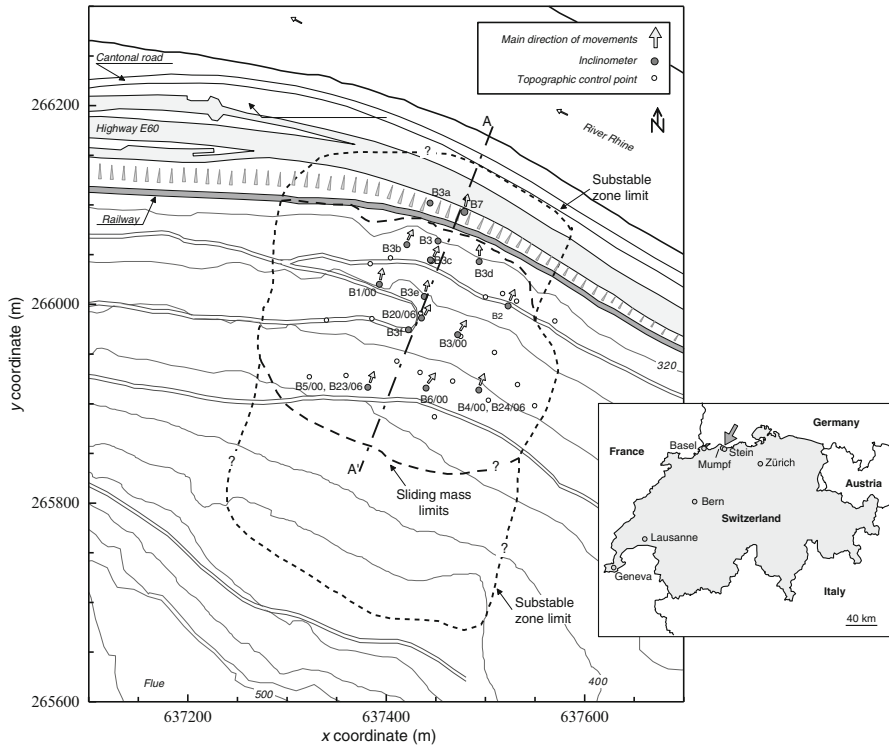 Main direction of movements
Inclinometer
Topographic control point
N
Cantonal road
266200
Highway E60
A
River Rhine
?
Substable
zone limit
B3a
B7
Railway
B3b
B3
B3c
B3d
B1/00
B3e
266000
B20/06
B2
B3f
B3/00
320
B5/00, B23/06
B6/00
B4/00, B24/06
y coordinate (m)
A'
?
?
Sliding mass
limits
265800
?
Substable
zone limit
Flue
500
400
265600
637200
637400
637600
x coordinate (m)
Germany
France
Basel
Stein
Mumpf
Zürich
Austria
Bern
Switzerland
Lausanne
Geneva
Italy
40 km